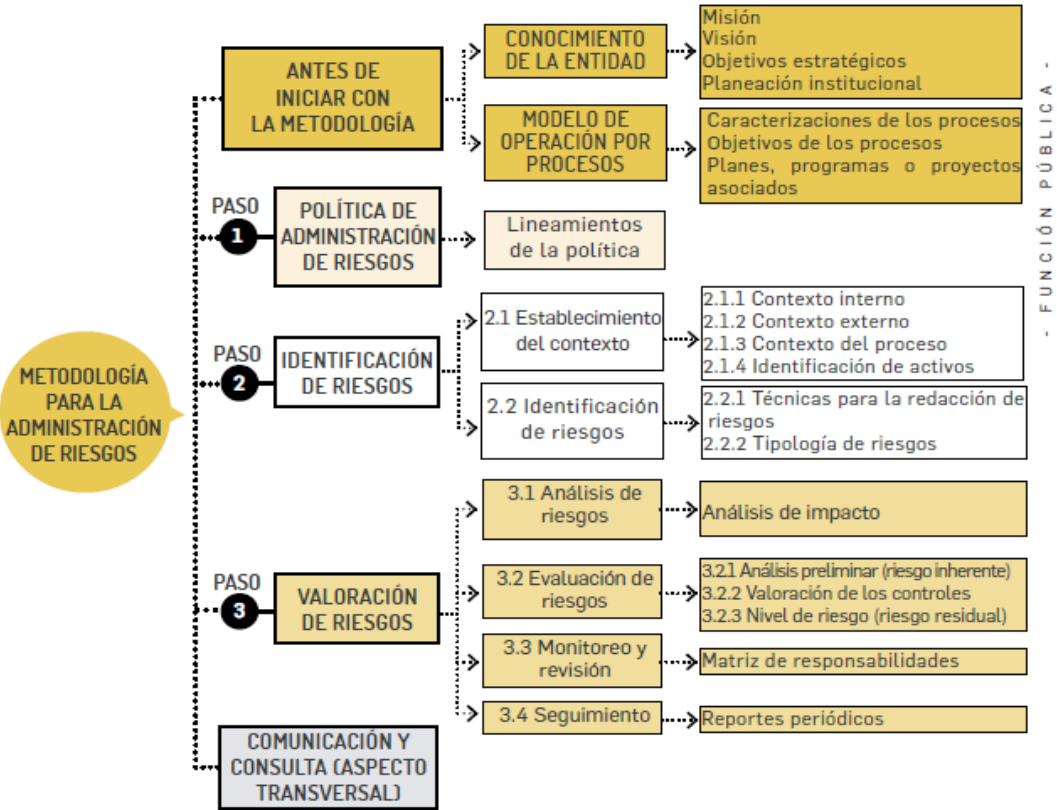 METODOLOGÍA
PARA LA
ADMINISTRACIÓN
DE RIESGOS
ANTES DE
INICIAR CON
LA METODOLOGÍA
CONOCIMIENTO
DE LA ENTIDAD
Misión
Visión
Objetivos estratégicos
Planeación institucional
MODELO DE
OPERACIÓN POR
PROCESOS
Caracterizaciones de los procesos
Objetivos de los procesos
Planes, programas o proyectos
asociados
PASO
1
POLÍTICA DE
ADMINISTRACIÓN
DE RIESGOS
Lineamientos
de la política
PASO
2
IDENTIFICACIÓN
DE RIESGOS
2.1 Establecimiento
del contexto
2.1.1 Contexto interno
2.1.2 Contexto externo
2.1.3 Contexto del proceso
2.1.4 Identificación de activos
2.2 Identificación
de riesgos
2.2.1 Técnicas para la redacción de
riesgos
2.2.2 Tipología de riesgos
PASO
3
VALORACIÓN
DE RIESGOS
3.1 Análisis de
riesgos
Análisis de impacto
3.2 Evaluación de
riesgos
3.2.1 Análisis preliminar (riesgo inherente)
3.2.2 Valoración de los controles
3.2.3 Nivel de riesgo (riesgo residual)
3.3 Monitoreo y
revisión
Matriz de responsabilidades
3.4 Seguimiento
Reportes periódicos
COMUNICACIÓN Y
CONSULTA (ASPECTO
TRANSVERSAL)
- FUNCIÓN PÚBLICA -